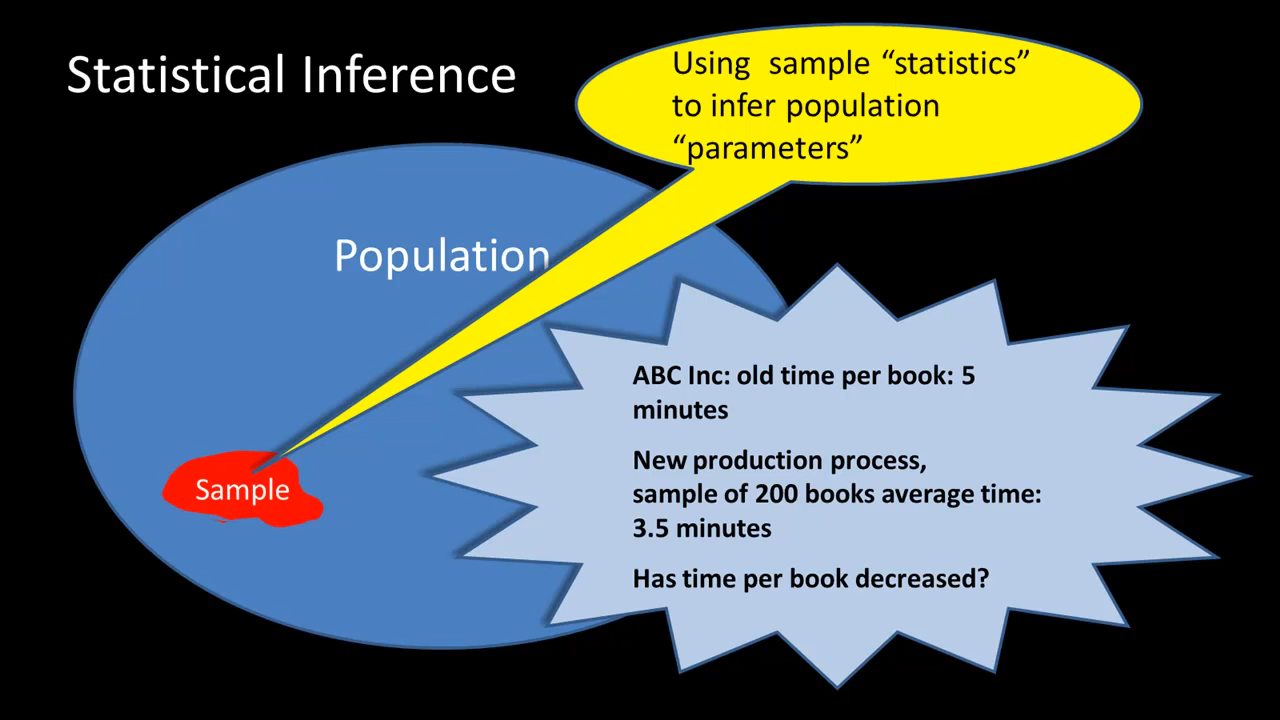 Statistical Inference
Using sample “statistics”
to infer population
“parameters”
Population
Sample
ABC Inc: old time per book: 5
minutes
New production process,
sample of 200 books average time:
3.5 minutes
Has time per book decreased?